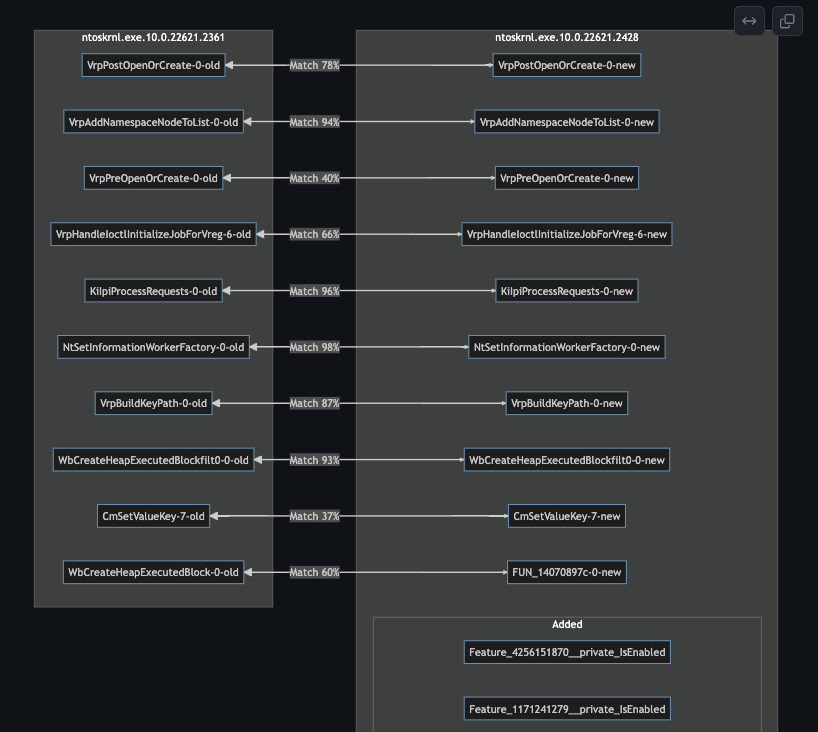 ntoskrnl.exe.10.0.22621.2361 ntoskrnl.exe.10.0.22621.2428
VrpPostOpenOrCreate-0-old Match 78% VrpPostOpenOrCreate-0-new
VrpAddNamespaceNodeToList-0-old Match 94% VrpAddNamespaceNodeToList-0-new
VrpPreOpenOrCreate-0-old Match 40% VrpPreOpenOrCreate-0-new
VrpHandleIoctlInitializeJobForVreg-6-old Match 66% VrpHandleIoctlInitializeJobForVreg-6-new
KiIpiProcessRequests-0-old Match 96% KiIpiProcessRequests-0-new
NtSetInformationWorkerFactory-0-old Match 98% NtSetInformationWorkerFactory-0-new
VrpBuildKeyPath-0-old Match 87% VrpBuildKeyPath-0-new
WbCreateHeapExecutedBlockfilt0-0-old Match 93% WbCreateHeapExecutedBlockfilt0-0-new
CmSetValueKey-7-old Match 37% CmSetValueKey-7-new
WbCreateHeapExecutedBlock-0-old Match 60% FUN_14070897c-0-new
Added
Feature_4256151870__private_IsEnabled
Feature_1171241279__private_IsEnabled